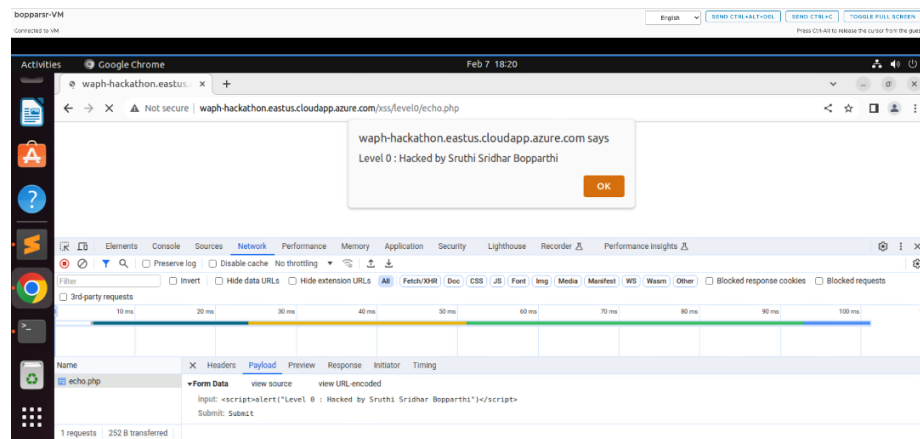 bopparsr-VM
English
SEND CTRL+ALT+DEL
SEND CTRL+C
TOGGLE FULL SCREEN
Connected to VM
Press Ctrl-Alt to release the cursor from the gues
Activities
Google Chrome
Feb 7 18:20
waph-hackathon.eastus.
Not secure
waph-hackathon.eastus.cloudapp.azure.com/xss/level0/echo.php
waph-hackathon.eastus.cloudapp.azure.com says
Level 0 : Hacked by Sruthi Sridhar Bopparthi
OK
Elements Console Sources Network Performance Memory Application Security Lighthouse Recorder Performance insights
Preserve log Disable cache No throttling
Filter Invert Hide data URLs Hide extension URLs All Fetch/XHR Doc CSS JS Font Img Media Manifest WS Wasm Other Blocked response cookies Blocked requests
3rd-party requests
10 ms 20 ms 30 ms 40 ms 50 ms 60 ms 70 ms 80 ms 90 ms 100 ms
Name Headers Payload Preview Response Initiator Timing
echo.php
▾Form Data view source view URL-encoded
input: <script>alert("Level 0 : Hacked by Sruthi Sridhar Bopparthi")</script>
Submit: Submit
1 requests 252 B transferred